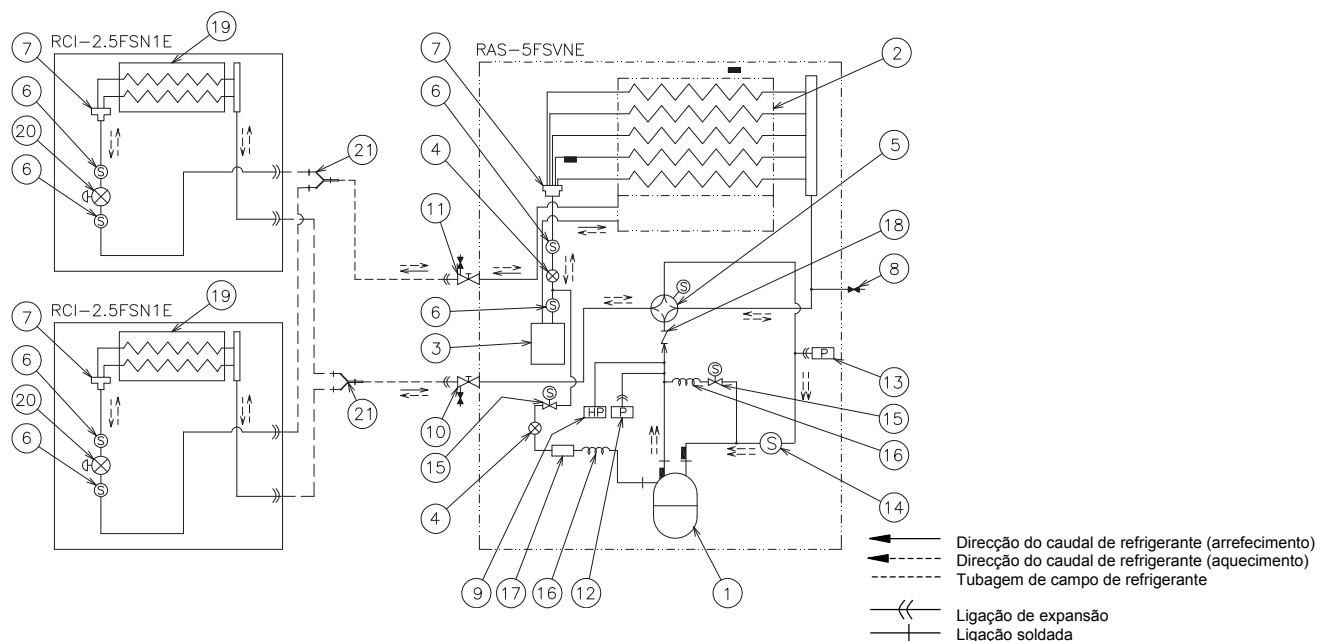 RCI-2.5FSN1E
19
7
6
20
6
21
RCI-2.5FSN1E
19
7
6
20
6
21
RAS-5FSVNE
7
6
4
11
6
3
2
5
18
8
S
P
13
15
16
14
10
15
4
HP
P
9
17
16
12
1
Direcção do caudal de refrigerante (arrefecimento)
Direcção do caudal de refrigerante (aquecimento)
Tubagem de campo de refrigerante
Ligação de expansão
Ligação soldada